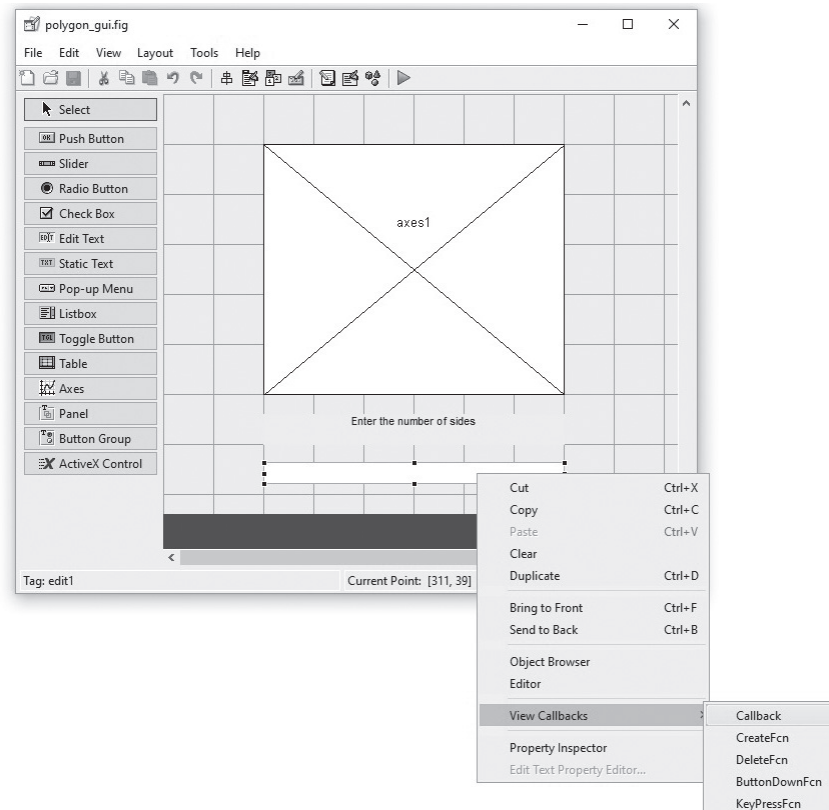 polygon_gui.fig
File Edit View Layout Tools Help
Select
Push Button
Slider
Radio Button
Check Box
Edit Text
Static Text
Pop-up Menu
Listbox
Toggle Button
Table
Axes
Panel
Button Group
ActiveX Control
axes1
Enter the number of sides
Tag: edit1
Current Point: [311, 39]
Cut Ctrl+X
Copy Ctrl+C
Paste Ctrl+V
Clear
Duplicate Ctrl+D
Bring to Front Ctrl+F
Send to Back Ctrl+B
Object Browser
Editor
View Callbacks
Property Inspector
Edit Text Property Editor...
Callback
CreateFcn
DeleteFcn
ButtonDownFcn
KeyPressFcn